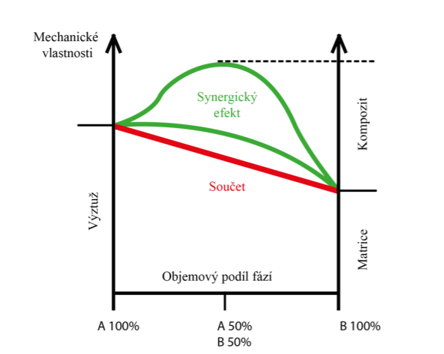 Mechanické
vlastnosti
Synergický
efekt
Kompozit
Součet
Výztuž
Matrice
Objemový podíl fází
A 100%
A 50%
B 50%
B 100%